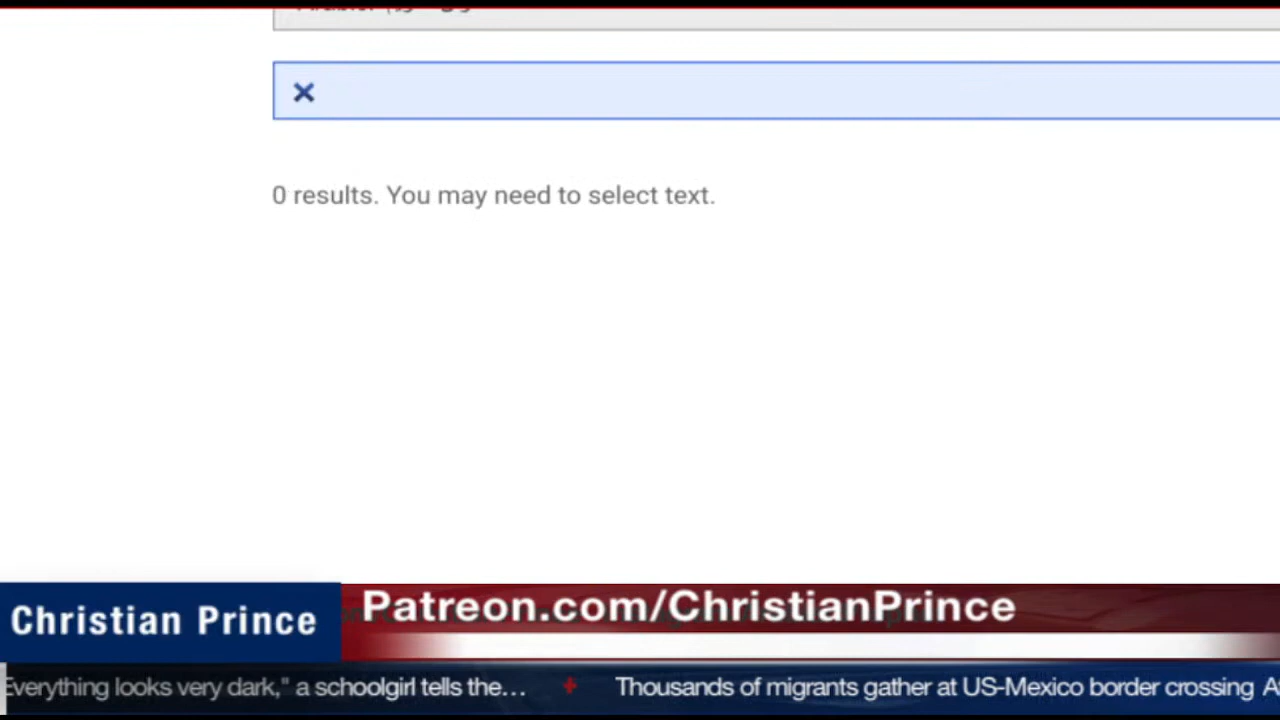 ✕
0 results. You may need to select text.
Patreon.com/ChristianPrince
Christian Prince
Everything looks very dark," a schoolgirl tells the... Thousands of migrants gather at US-Mexico border crossing